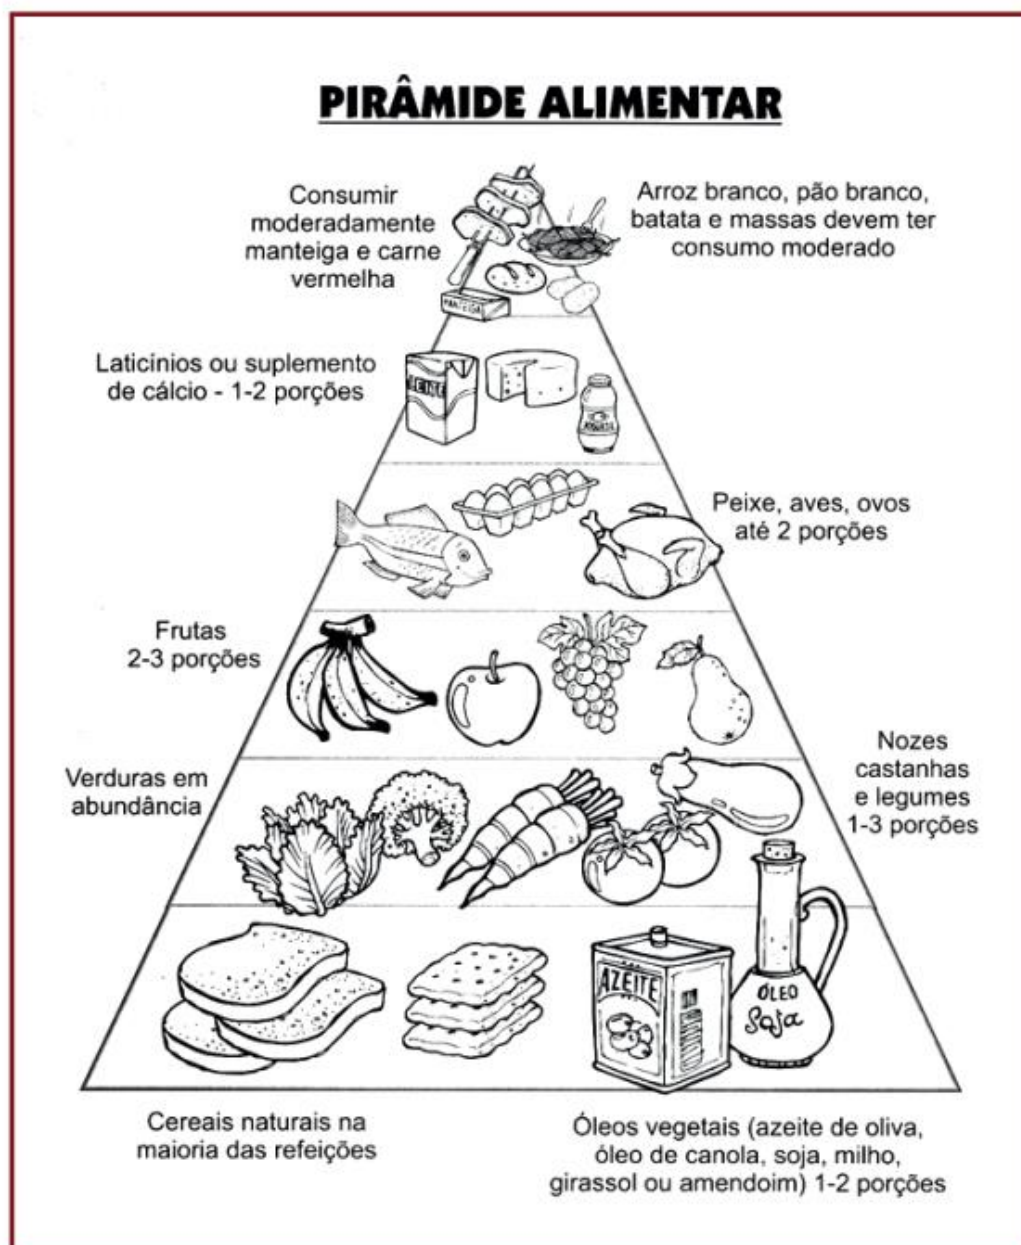 PIRÂMIDE ALIMENTAR
Consumir
moderadamente
manteiga e carne
vermelha
Arroz branco, pão branco,
batata e massas devem ter
consumo moderado
MANTEIGA
Laticínios ou suplemento
de cálcio - 1-2 porções
LEITE
Peixe, aves, ovos
até 2 porções
Frutas
2-3 porções
Verduras em
abundância
Nozes
castanhas
e legumes
1-3 porções
AZEITE
ÓLEO
Soja
Cereais naturais na
maioria das refeições
Óleos vegetais (azeite de oliva,
óleo de canola, soja, milho,
girassol ou amendoim) 1-2 porções